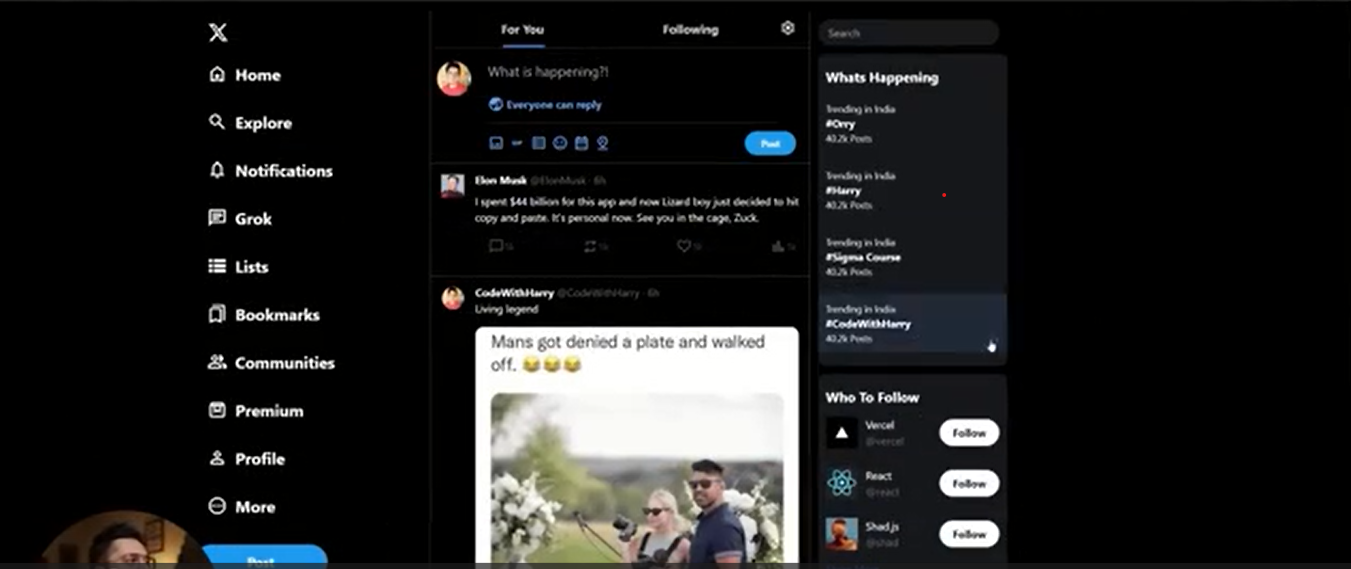 Home
Explore
Notifications
Grok
Lists
Bookmarks
Communities
Premium
Profile
More
Post
For You
Following
What is happening?!
Everyone can reply
GIF
Post
Elon Musk @ElonMusk · 6h
I spent $44 billion for this app and now Lizard boy just decided to hit
copy and paste. It's personal now. See you in the cage, Zuck.
CodeWithHarry @CodeWithHarry · 6h
Living legend
Mans got denied a plate and walked
off. 😂😂😂
Search
Whats Happening
Trending in India
#Orry
40.2k Posts
Trending in India
#Harry
40.2k Posts
Trending in India
#Sigma Course
40.2k Posts
Trending in India
#CodeWithHarry
40.2k Posts
Who To Follow
Vercel
@vercel
Follow
React
@react
Follow
Shad.js
@shad
Follow